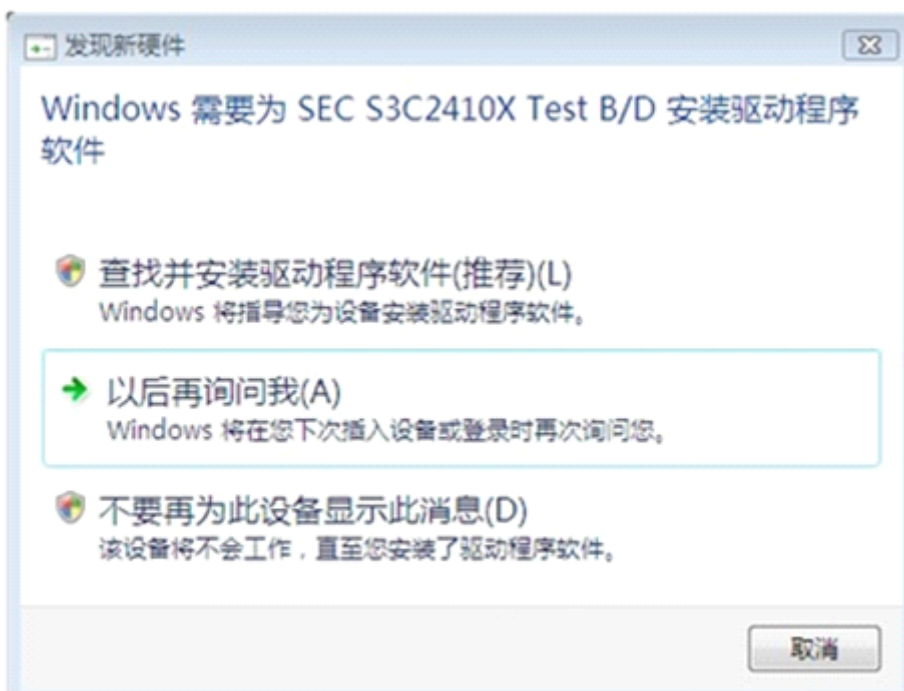 发现新硬件
Windows 需要为 SEC S3C2410X Test B/D 安装驱动程序
软件
查找并安装驱动程序软件(推荐)(L)
Windows 将指导您为设备安装驱动程序软件。
以后再询问我(A)
Windows 将在您下次插入设备或登录时再次询问您。
不要再为此设备显示此消息(D)
该设备将不会工作，直至您安装了驱动程序软件。
取消